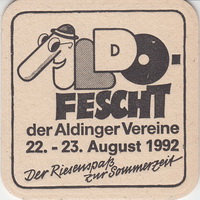 ALDO-
FESCHT
der Aldinger Vereine
22. - 23. August 1992
Der Riesenspaß
zur Sommerzeit